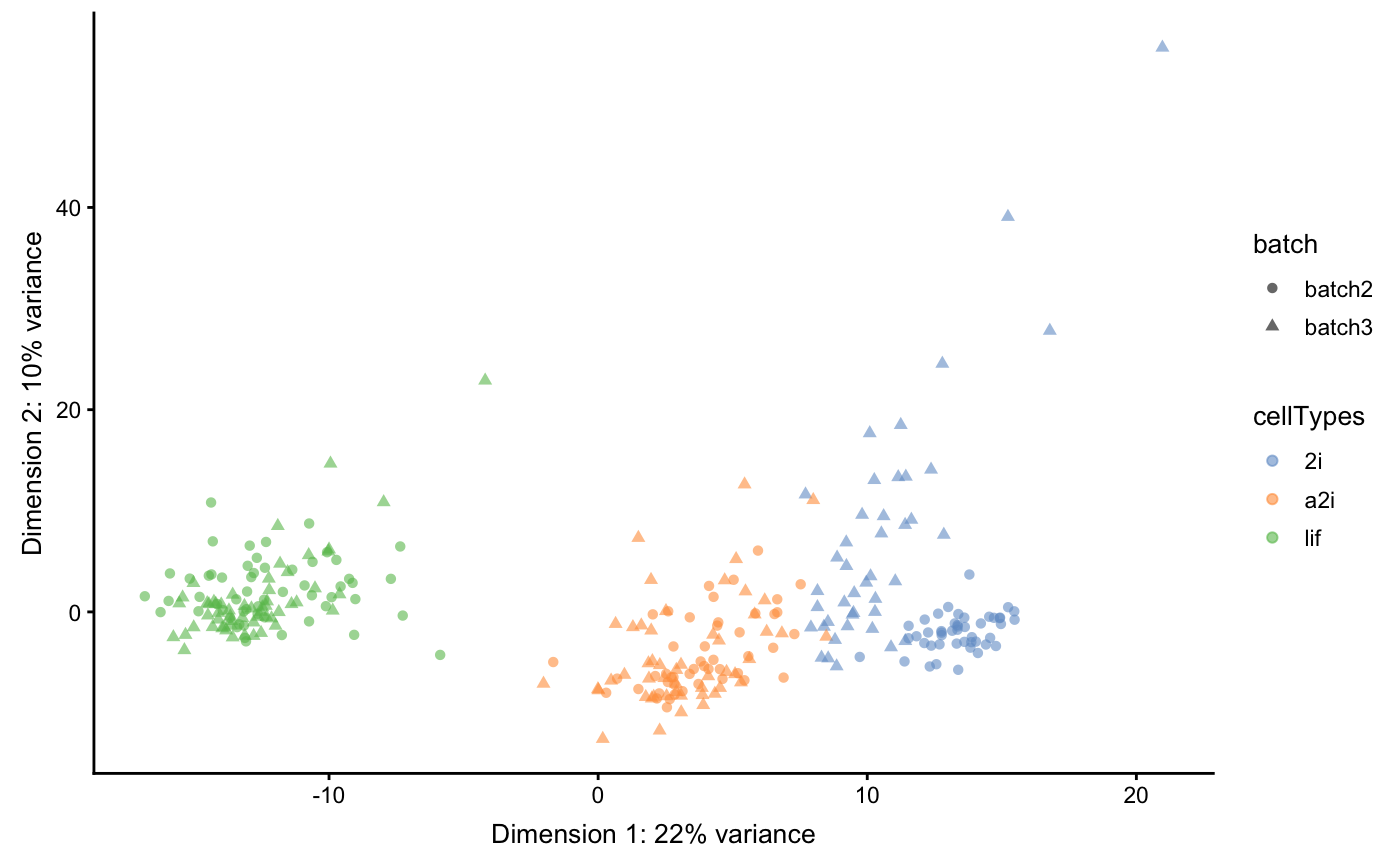 Dimension 2: 10% variance
40
20
0
-10
0
10
20
Dimension 1: 22% variance
batch
batch2
batch3
cellTypes
2i
a2i
lif